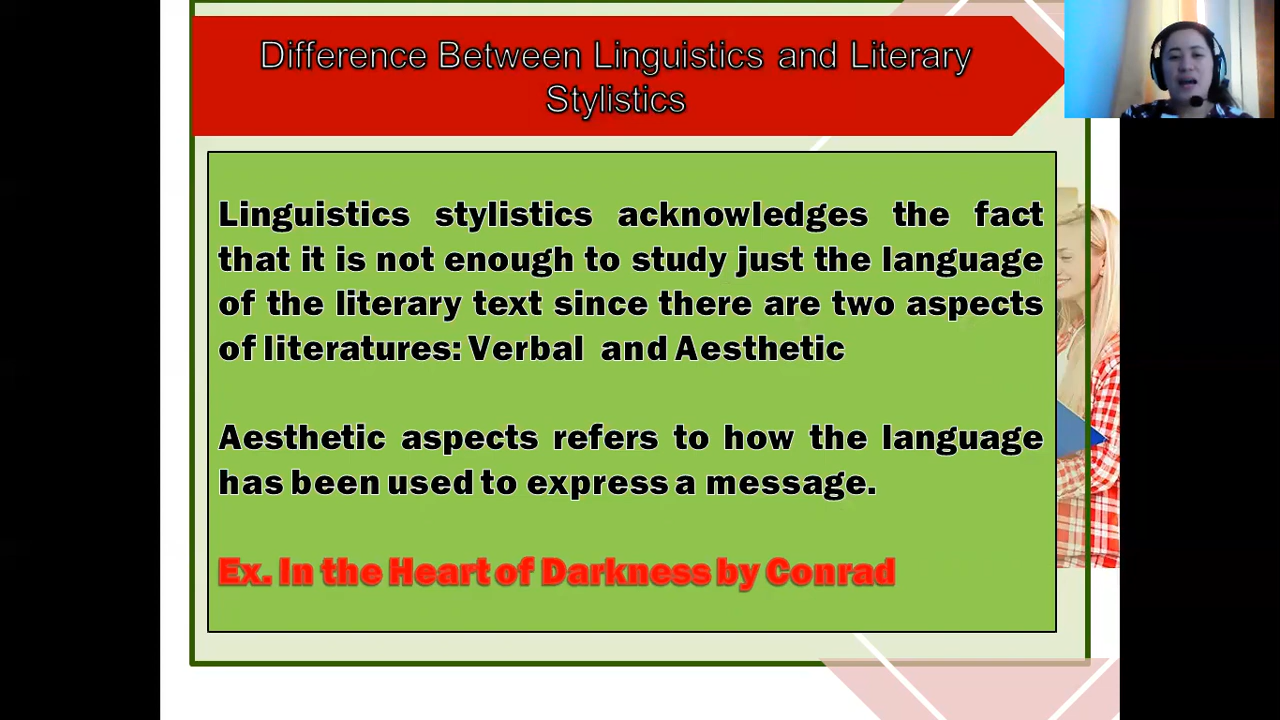 Difference Between Linguistics and Literary
Stylistics
Linguistics stylistics acknowledges the fact
that it is not enough to study just the language
of the literary text since there are two aspects
of literatures: Verbal and Aesthetic
Aesthetic aspects refers to how the language
has been used to express a message.
Ex. In the Heart of Darkness by Conrad